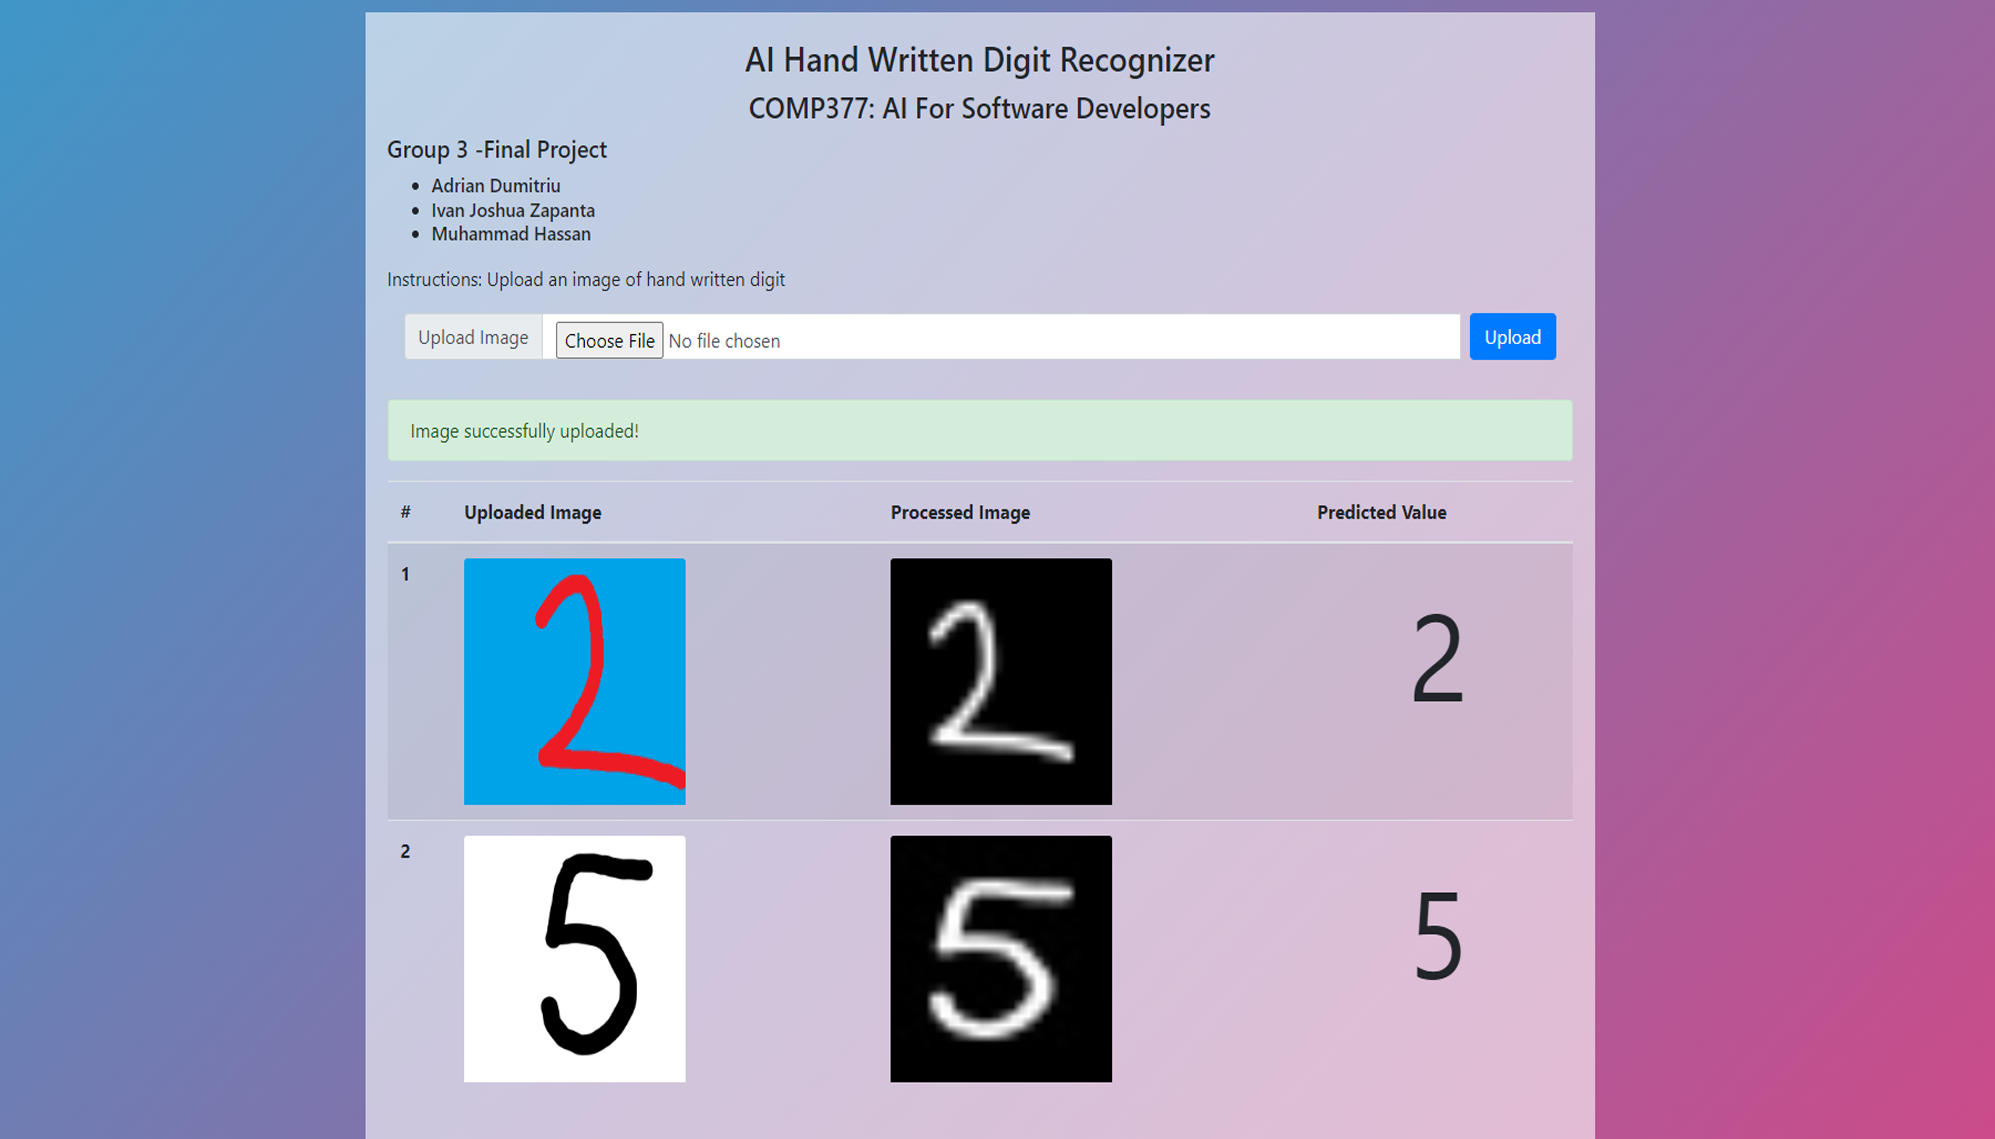 AI Hand Written Digit Recognizer
COMP377: AI For Software Developers
Group 3 -Final Project
• Adrian Dumitriu
• Ivan Joshua Zapanta
• Muhammad Hassan
Instructions: Upload an image of hand written digit
Upload Image Choose File No file chosen Upload
Image successfully uploaded!
# Uploaded Image Processed Image Predicted Value
1 2 2 2
2 5 5 5